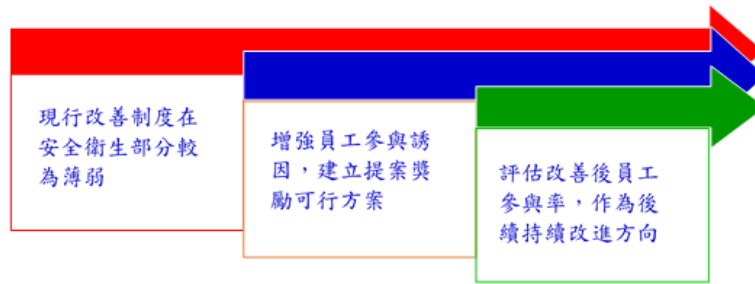 現行改善制度在
安全衛生部分較
為薄弱
增強員工參與誘
因，建立提案獎
勵可行方案
評估改善後員工
參與率，作為後
續持續改進方向